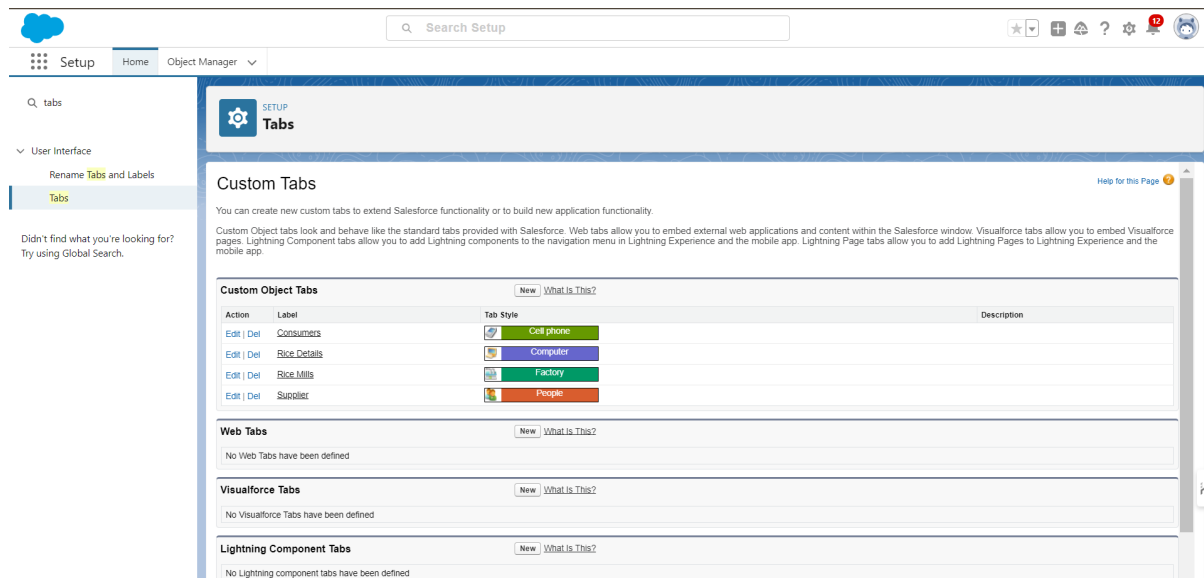 Search Setup
12
Setup
Home
Object Manager
tabs
User Interface
Rename Tabs and Labels
Tabs
Didn't find what you're looking for?
Try using Global Search.
SETUP
Tabs
Custom Tabs
Help for this Page
You can create new custom tabs to extend Salesforce functionality or to build new application functionality.
Custom Object tabs look and behave like the standard tabs provided with Salesforce. Web tabs allow you to embed external web applications and content within the Salesforce window. Visualforce tabs allow you to embed Visualforce
pages. Lightning Component tabs allow you to add Lightning components to the navigation menu in Lightning Experience and the mobile app. Lightning Page tabs allow you to add Lightning Pages to Lightning Experience and the
mobile app.
Custom Object Tabs New What Is This?
Action Label Tab Style Description
Edit | Del Consumers Cell phone
Edit | Del Rice Details Computer
Edit | Del Rice Mills Factory
Edit | Del Supplier People
Web Tabs New What Is This?
No Web Tabs have been defined
Visualforce Tabs New What Is This?
No Visualforce Tabs have been defined
Lightning Component Tabs New What Is This?
No Lightning component tabs have been defined